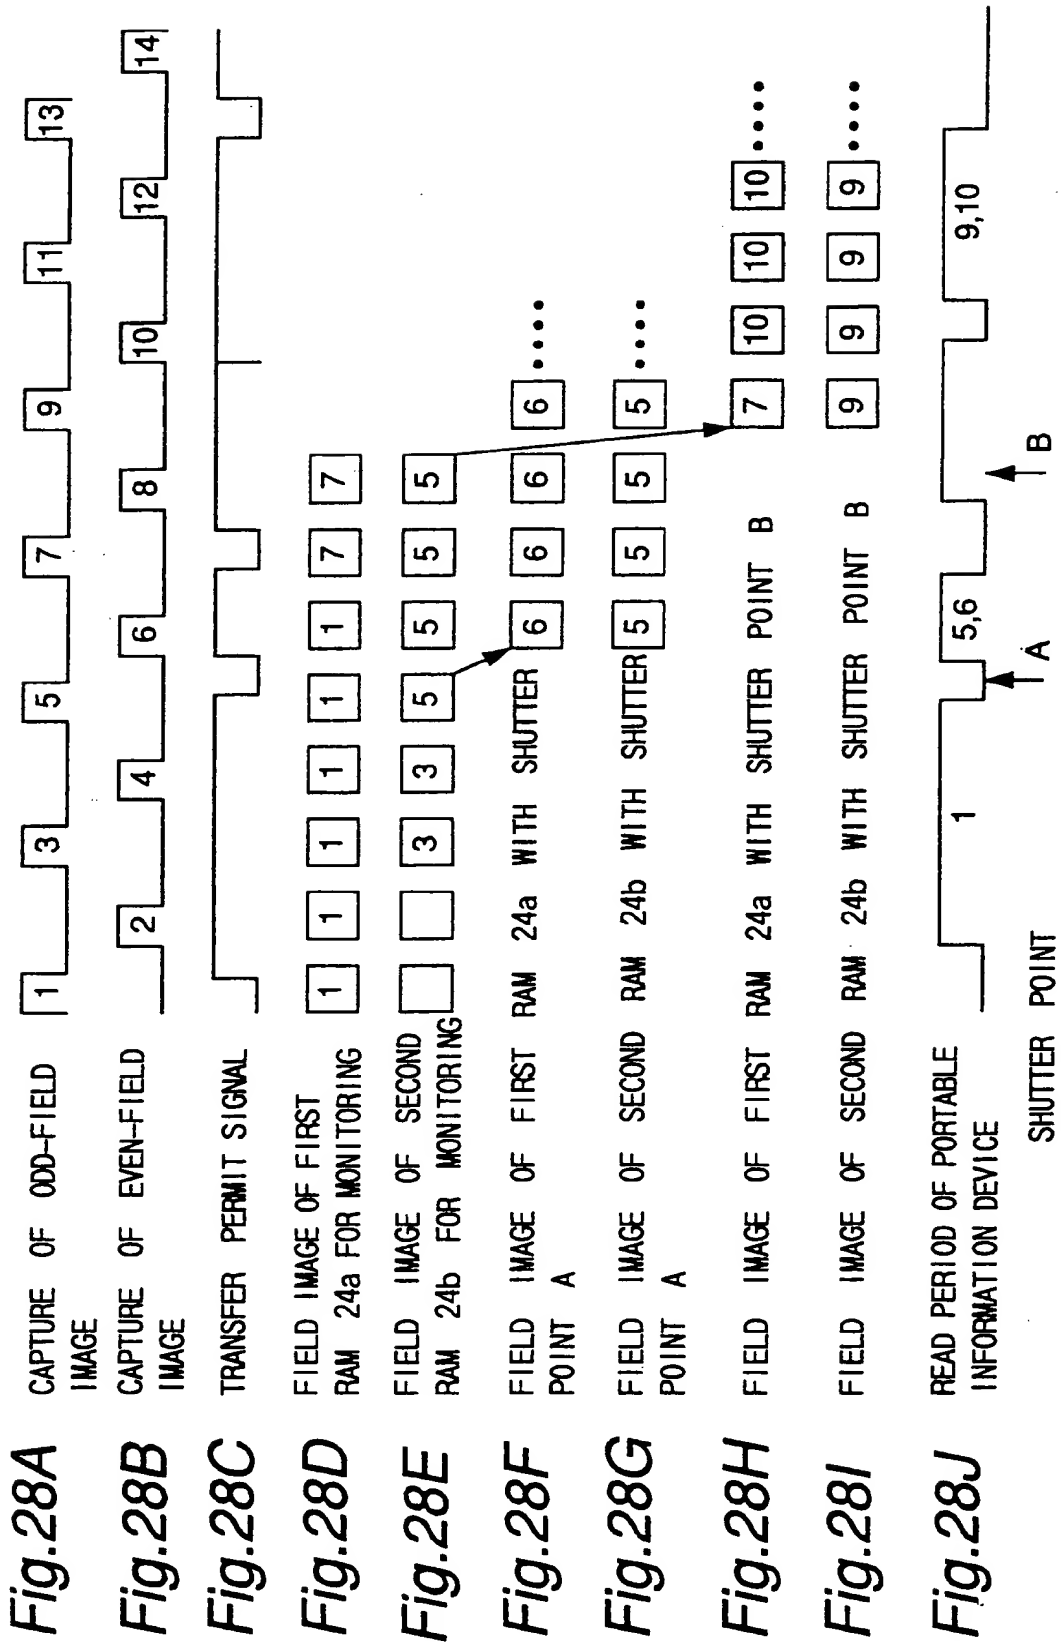 Fig.28A
CAPTURE OF ODD-FIELD
IMAGE
1 3 5 7 9 11 13
Fig.28B
CAPTURE OF EVEN-FIELD
IMAGE
2 4 6 8 10 12 14
Fig.28C
TRANSFER PERMIT SIGNAL
Fig.28D
FIELD IMAGE OF FIRST
RAM 24a FOR MONITORING
1 1 1 1 1 1 7 7
Fig.28E
FIELD IMAGE OF SECOND
RAM 24b FOR MONITORING
3 3 5 5 5 5
Fig.28F
FIELD IMAGE OF FIRST RAM 24a WITH SHUTTER
POINT A
6 6 6 6 ••••
Fig.28G
FIELD IMAGE OF SECOND RAM 24b WITH SHUTTER
POINT A
5 5 5 5 ••••
Fig.28H
FIELD IMAGE OF FIRST RAM 24a WITH SHUTTER POINT B
7 10 10 10 ••••
Fig.28I
FIELD IMAGE OF SECOND RAM 24b WITH SHUTTER POINT B
9 9 9 9 ••••
Fig.28J
READ PERIOD OF PORTABLE
INFORMATION DEVICE
1 5,6 9,10
SHUTTER POINT
A B